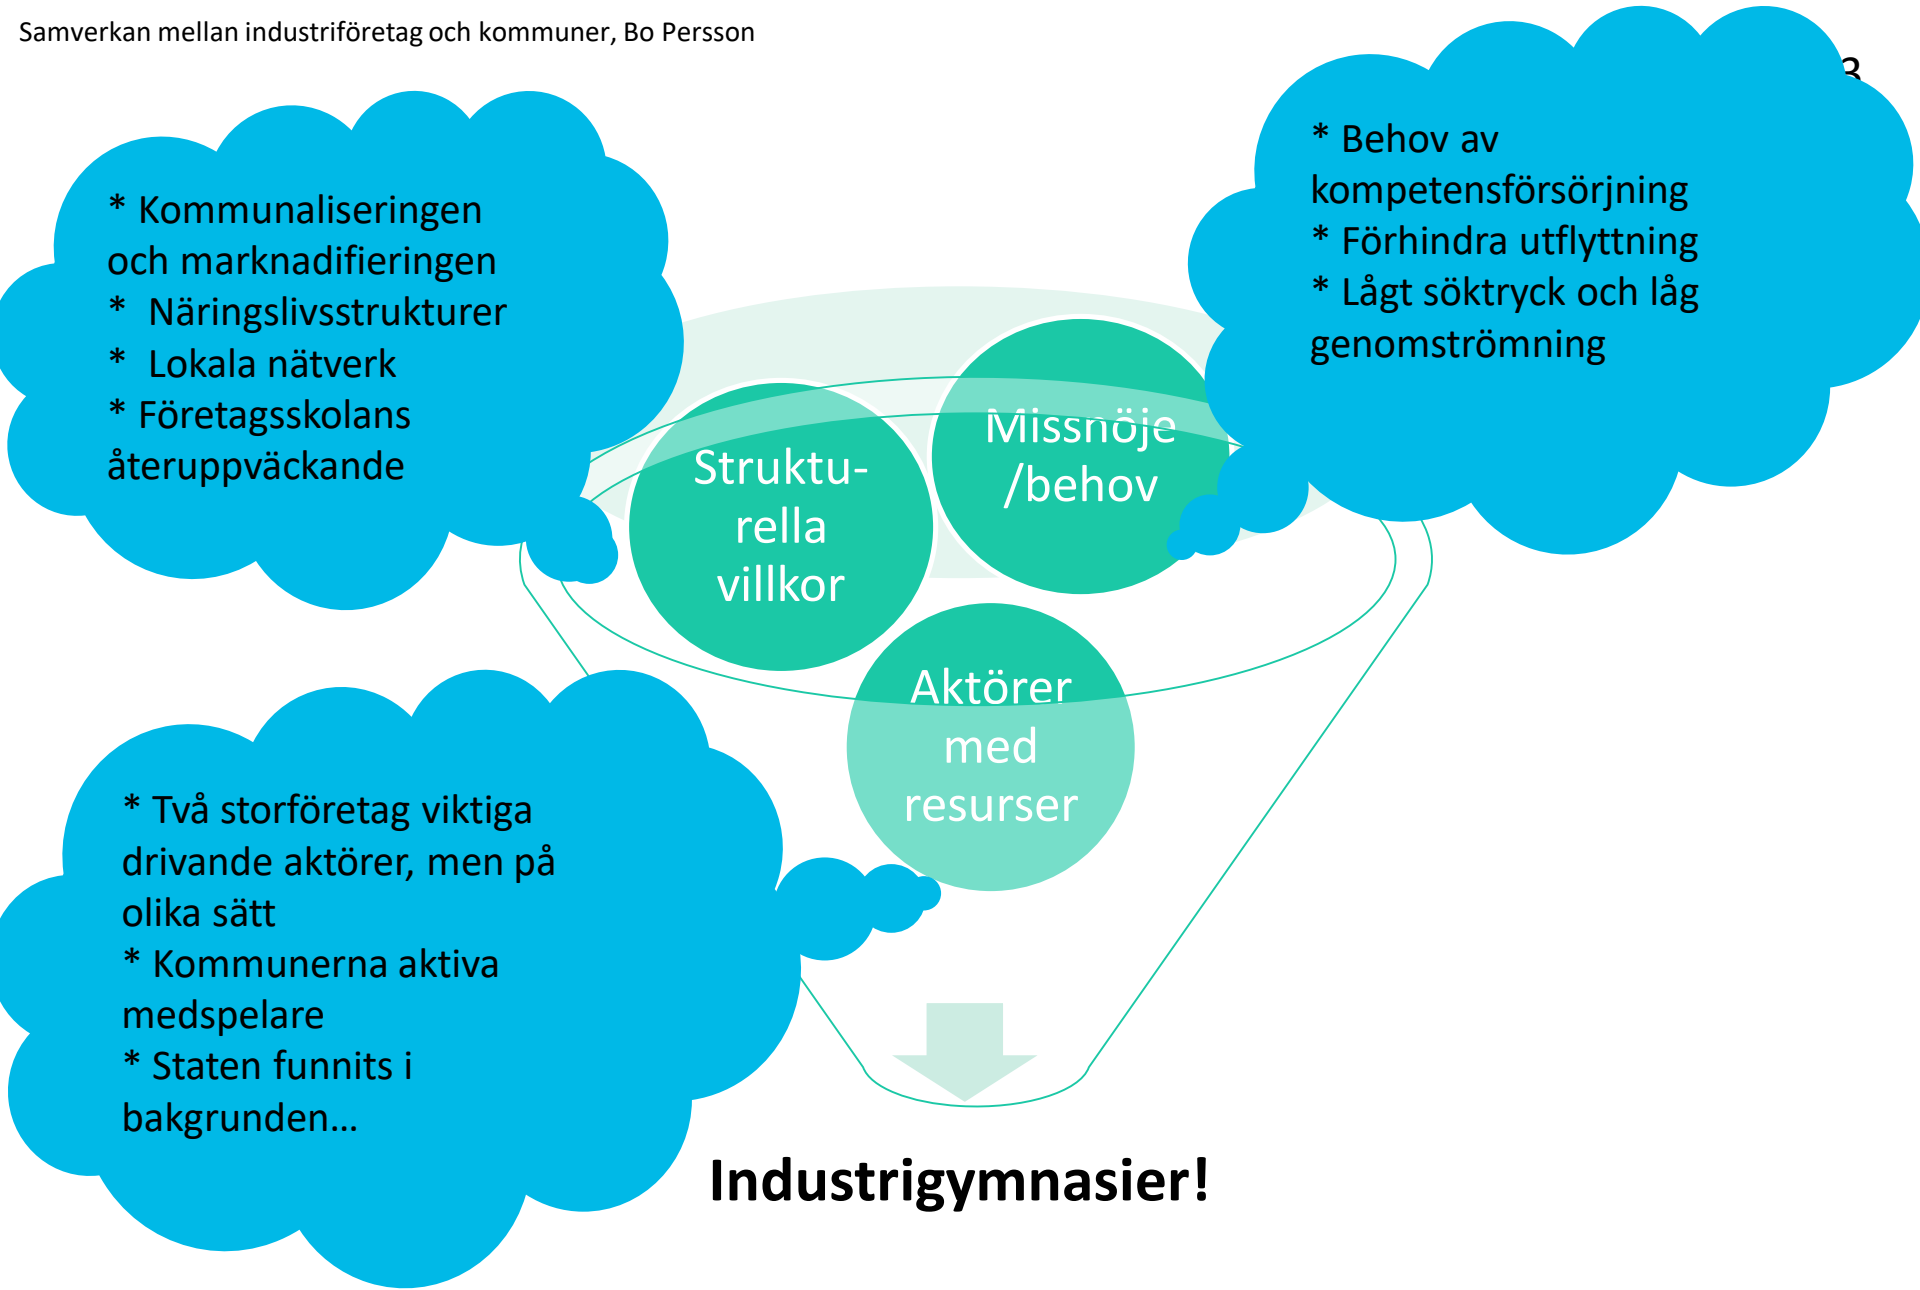 Samverkan mellan industriföretag och kommuner, Bo Persson
* Kommunaliseringen
och marknadifieringen
*  Näringslivsstrukturer
*  Lokala nätverk
* Företagsskolans
återuppväckande
* Behov av
kompetensförsörjning
* Förhindra utflyttning
* Lågt söktryck och låg
genomströmning
Struktu-
rella
villkor
Missnöje
/behov
Aktörer
med
resurser
* Två storföretag viktiga
drivande aktörer, men på
olika sätt
* Kommunerna aktiva
medspelare
* Staten funnits i
bakgrunden…
Industrigymnasier!